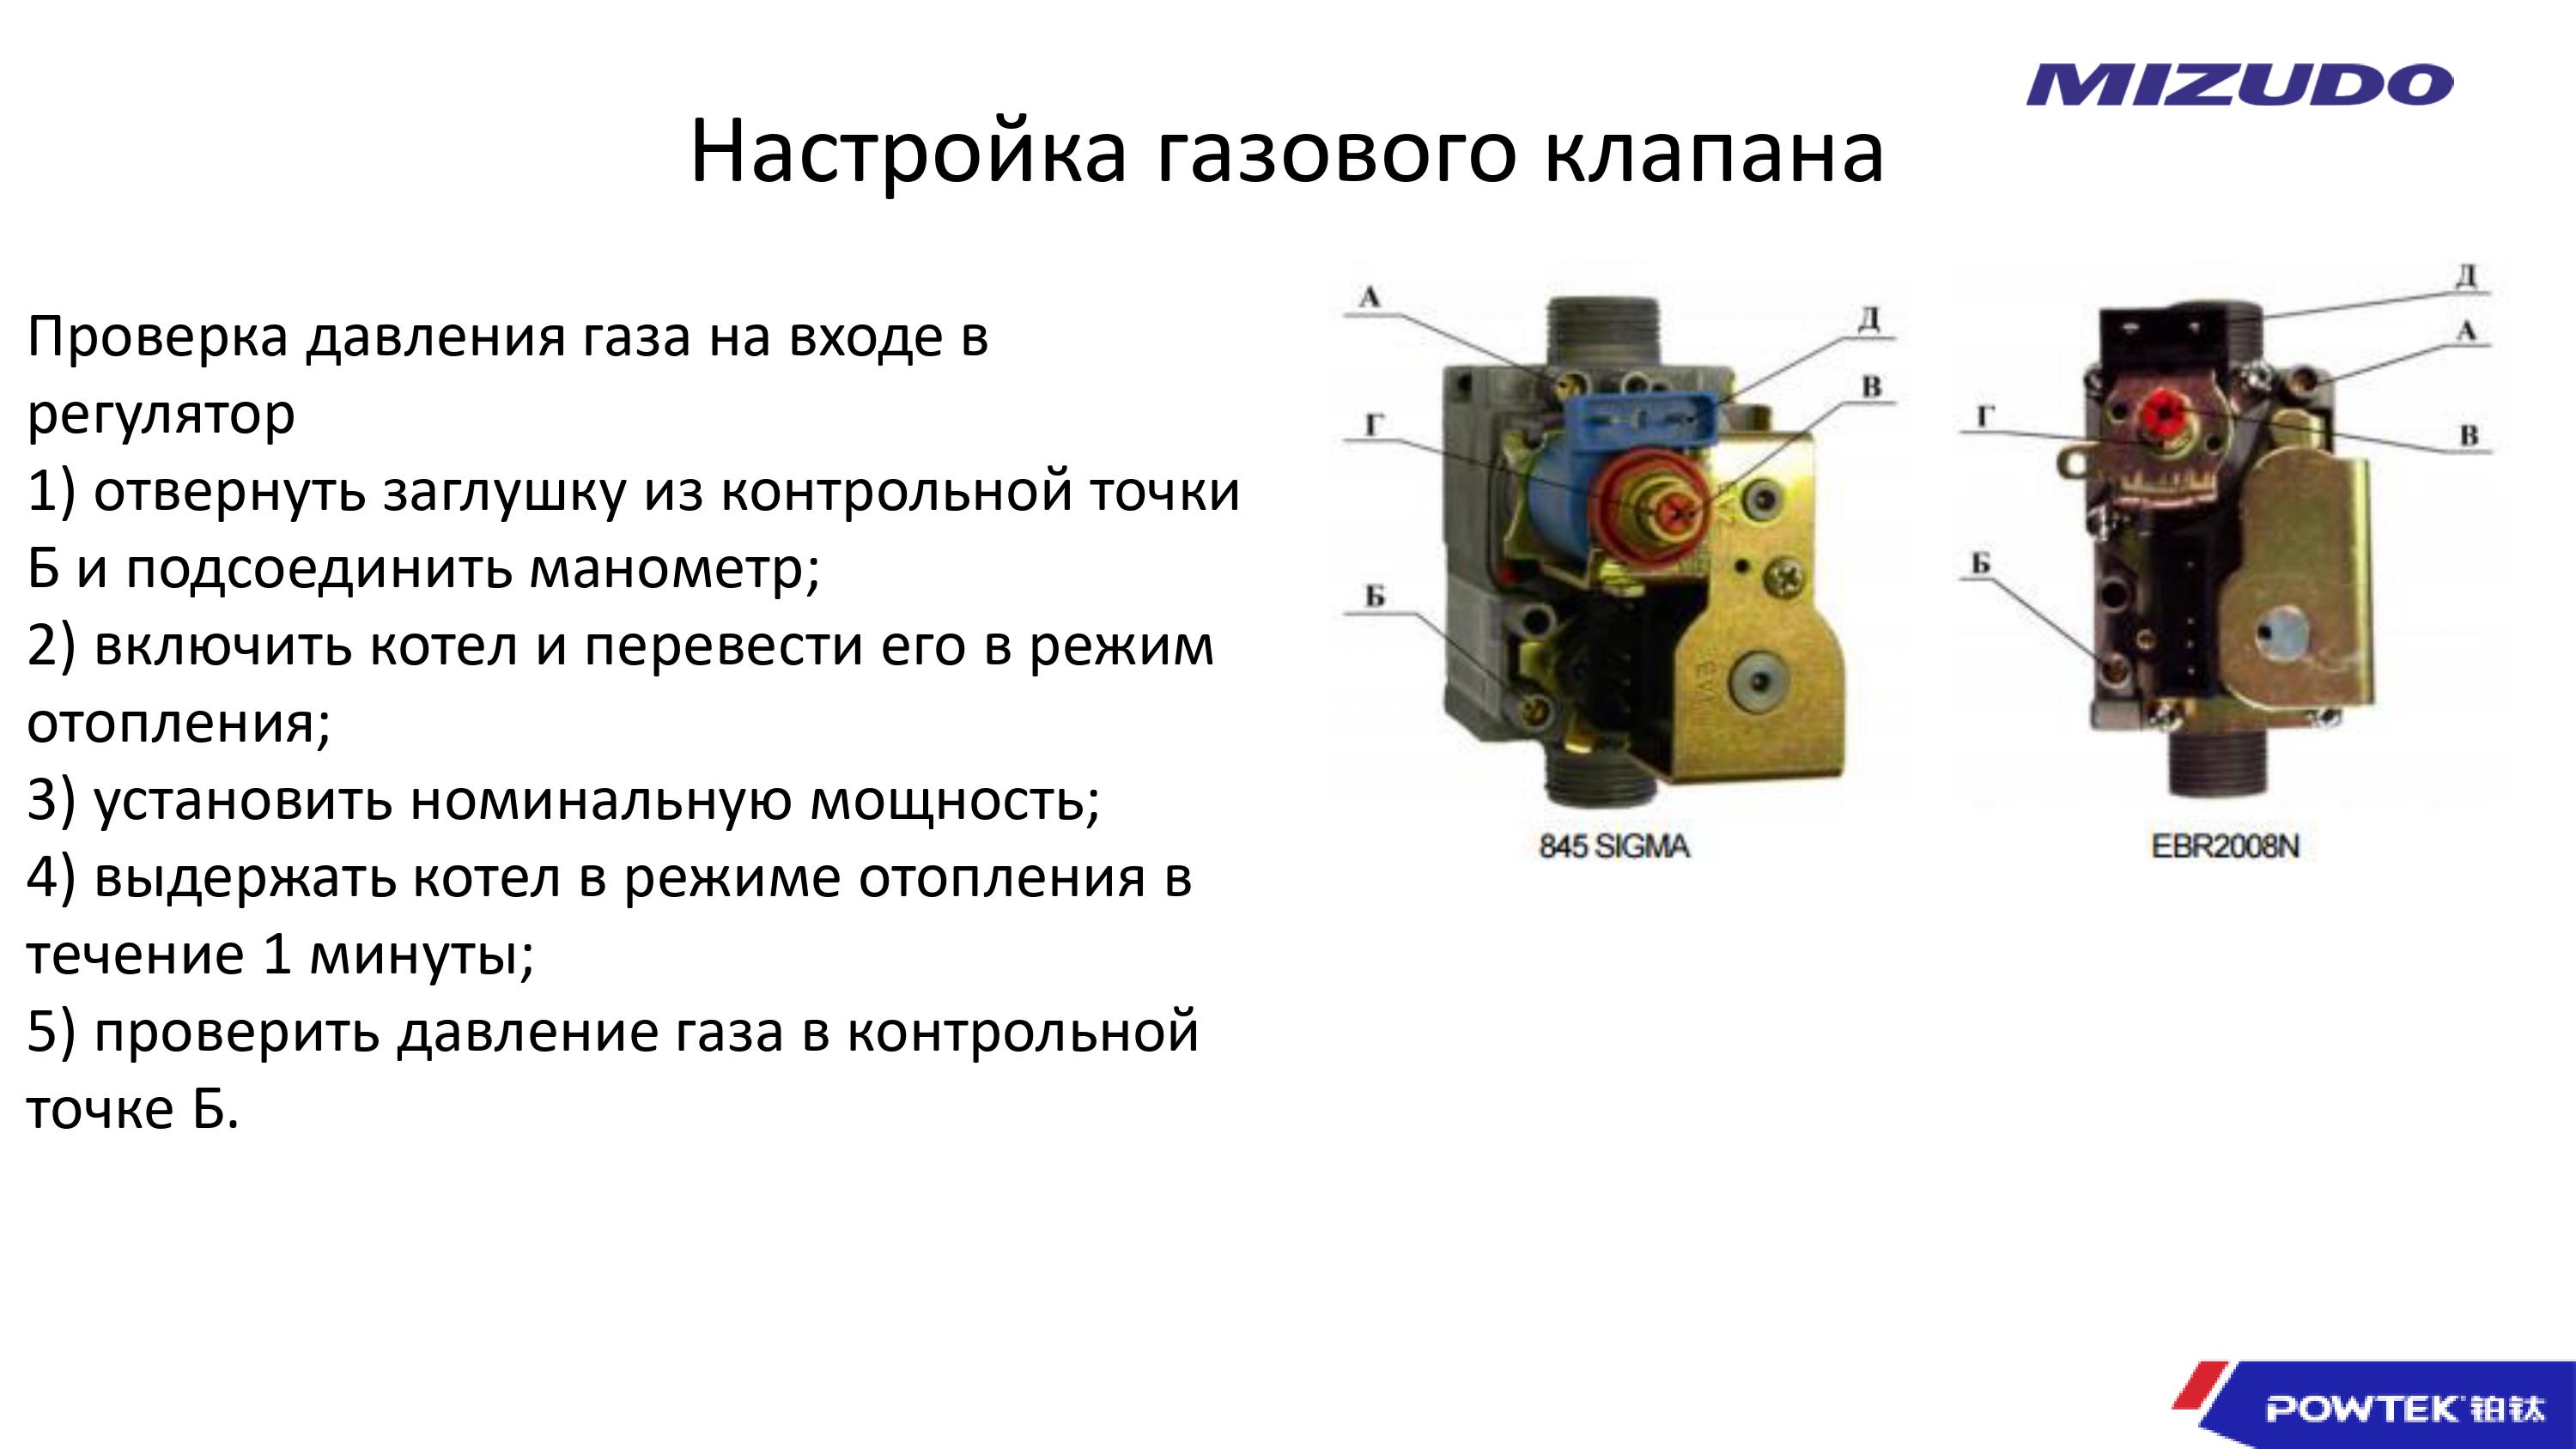 MIZUDO
Настройка газового клапана
Проверка давления газа на входе в
регулятор
1) отвернуть заглушку из контрольной точки
Б и подсоединить манометр;
2) включить котел и перевести его в режим
отопления;
3) установить номинальную мощность;
4) выдержать котел в режиме отопления в
течение 1 минуты;
5) проверить давление газа в контрольной
точке Б.
А
Д
В
Г
Б
845 SIGMA
Д
А
Г
В
Б
EBR2008N
POWTEK 铂钛